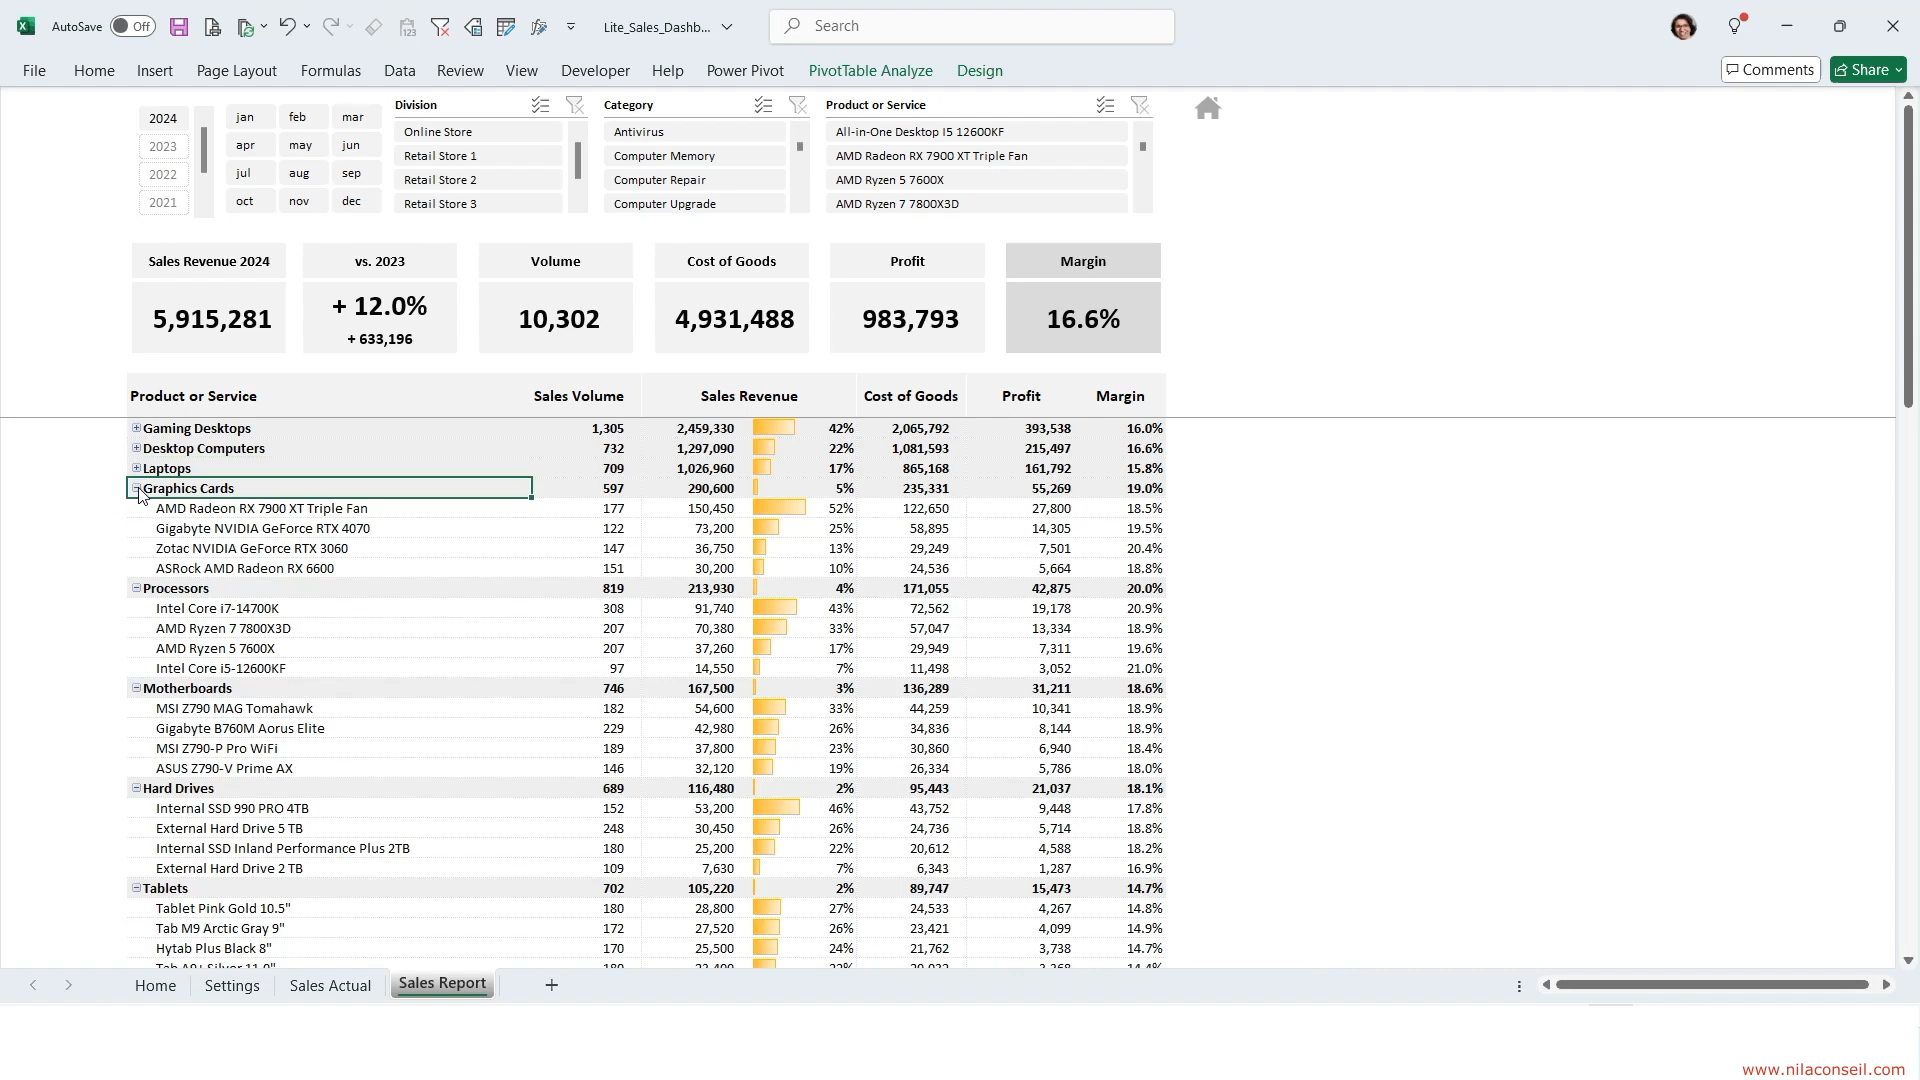 AutoSave Off 123 Lite_Sales_Dashb... Search
File Home Insert Page Layout Formulas Data Review View Developer Help Power Pivot PivotTable Analyze Design Comments Share
2024 jan feb mar Division Category Product or Service
2023 apr may jun Online Store Antivirus All-in-One Desktop I5 12600KF
2022 jul aug sep Retail Store 1 Computer Memory AMD Radeon RX 7900 XT Triple Fan
2021 oct nov dec Retail Store 2 Computer Repair AMD Ryzen 5 7600X
Retail Store 3 Computer Upgrade AMD Ryzen 7 7800X3D
Sales Revenue 2024 vs. 2023 Volume Cost of Goods Profit Margin
5,915,281 + 12.0% 10,302 4,931,488 983,793 16.6%
+ 633,196
Product or Service Sales Volume Sales Revenue Cost of Goods Profit Margin
Gaming Desktops 1,305 2,459,330 42% 2,065,792 393,538 16.0%
Desktop Computers 732 1,297,090 22% 1,081,593 215,497 16.6%
Laptops 709 1,026,960 17% 865,168 161,792 15.8%
Graphics Cards 597 290,600 5% 235,331 55,269 19.0%
AMD Radeon RX 7900 XT Triple Fan 177 150,450 52% 122,650 27,800 18.5%
Gigabyte NVIDIA GeForce RTX 4070 122 73,200 25% 58,895 14,305 19.5%
Zotac NVIDIA GeForce RTX 3060 147 36,750 13% 29,249 7,501 20.4%
ASRock AMD Radeon RX 6600 151 30,200 10% 24,536 5,664 18.8%
Processors 819 213,930 4% 171,055 42,875 20.0%
Intel Core i7-14700K 308 91,740 43% 72,562 19,178 20.9%
AMD Ryzen 7 7800X3D 207 70,380 33% 57,047 13,334 18.9%
AMD Ryzen 5 7600X 207 37,260 17% 29,949 7,311 19.6%
Intel Core i5-12600KF 97 14,550 7% 11,498 3,052 21.0%
Motherboards 746 167,500 3% 136,289 31,211 18.6%
MSI Z790 MAG Tomahawk 182 54,600 33% 44,259 10,341 18.9%
Gigabyte B760M Aorus Elite 229 42,980 26% 34,836 8,144 18.9%
MSI Z790-P Pro WiFi 189 37,800 23% 30,860 6,940 18.4%
ASUS Z790-V Prime AX 146 32,120 19% 26,334 5,786 18.0%
Hard Drives 689 116,480 2% 95,443 21,037 18.1%
Internal SSD 990 PRO 4TB 152 53,200 46% 43,752 9,448 17.8%
External Hard Drive 5 TB 248 30,450 26% 24,736 5,714 18.8%
Internal SSD Inland Performance Plus 2TB 180 25,200 22% 20,612 4,588 18.2%
External Hard Drive 2 TB 109 7,630 7% 6,343 1,287 16.9%
Tablets 702 105,220 2% 89,747 15,473 14.7%
Tablet Pink Gold 10.5" 180 28,800 27% 24,533 4,267 14.8%
Tab M9 Arctic Gray 9" 172 27,520 26% 23,421 4,099 14.9%
Hytab Plus Black 8" 170 25,500 24% 21,762 3,738 14.7%
Home Settings Sales Actual Sales Report
www.nilaconseil.com